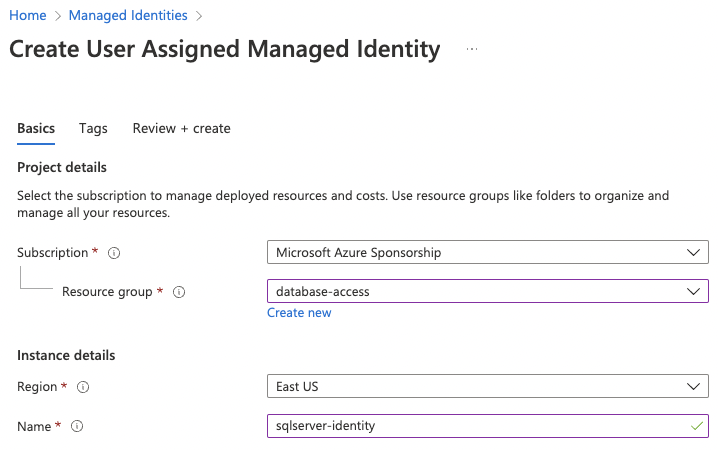 Home > Managed Identities >
Create User Assigned Managed Identity ...
Basics Tags Review + create
Project details
Select the subscription to manage deployed resources and costs. Use resource groups like folders to organize and
manage all your resources.
Subscription * Microsoft Azure Sponsorship
Resource group * database-access
Create new
Instance details
Region * East US
Name * sqlserver-identity